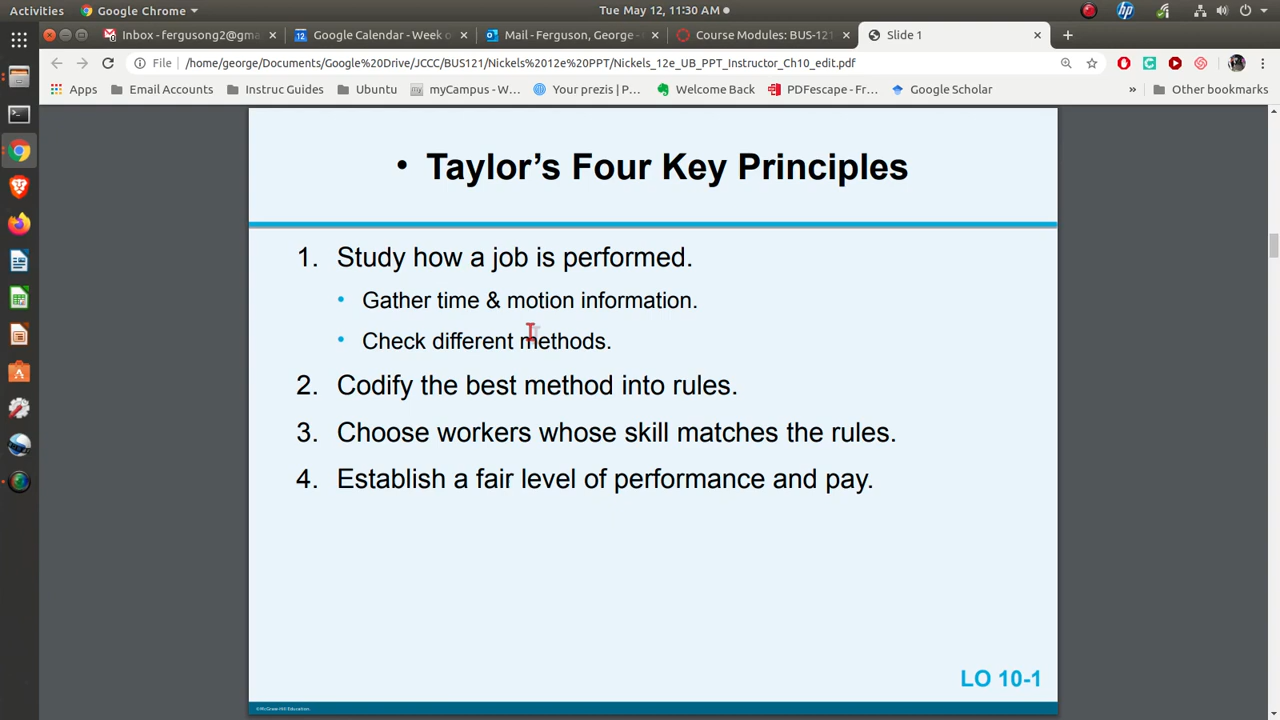 Activities
Google Chrome
Tue May 12, 11:30 AM
Inbox - fergusong2@gma
Google Calendar - Week o
Mail - Ferguson, George -
Course Modules: BUS-121
Slide 1
File
/home/george/Documents/Google%20Drive/JCCC/BUS121/Nickels%2012e%20PPT/Nickels_12e_UB_PPT_Instructor_Ch10_edit.pdf
Apps
Email Accounts
Instruc Guides
Ubuntu
myCampus - W...
Your prezis | P...
Welcome Back
PDFescape - Fr...
Google Scholar
»
Other bookmarks
• Taylor's Four Key Principles
1. Study how a job is performed.
• Gather time & motion information.
• Check different methods.
2. Codify the best method into rules.
3. Choose workers whose skill matches the rules.
4. Establish a fair level of performance and pay.
LO 10-1
©McGraw-Hill Education.